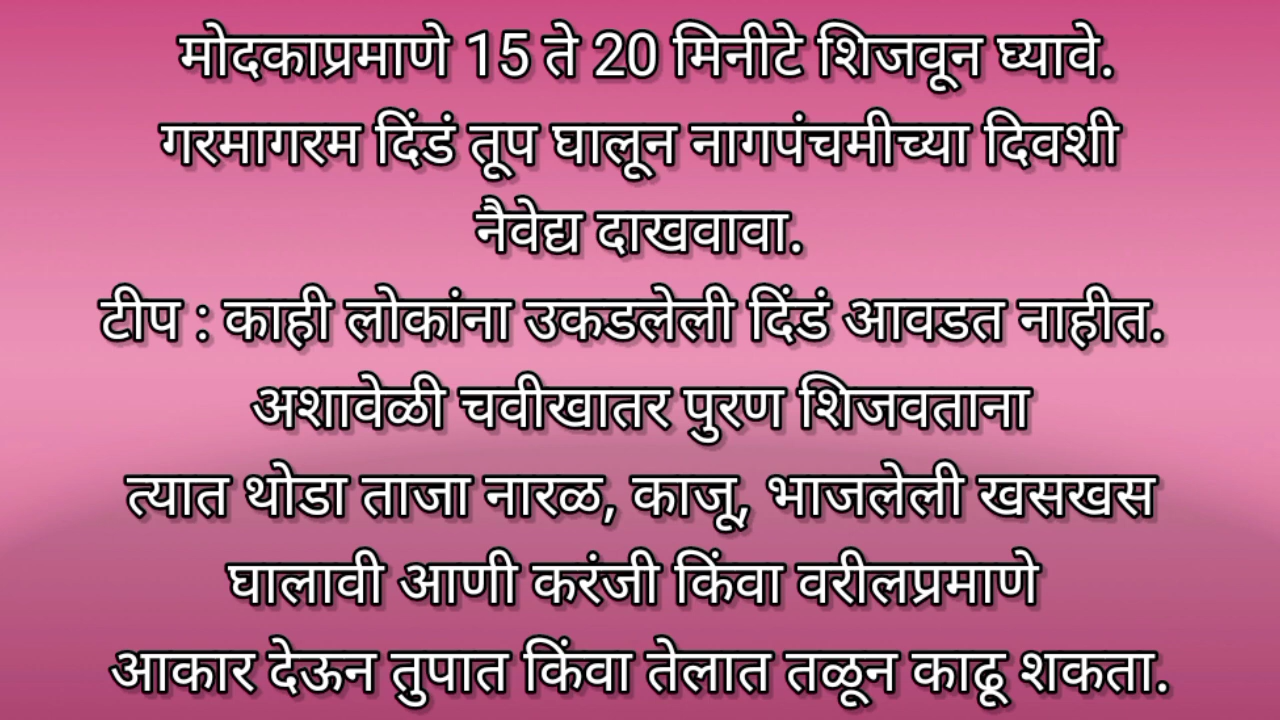 मोदकाप्रमाणे 15 ते 20 मिनीटे शिजवून घ्यावे.
गरमागरम दिंडं तूप घालून नागपंचमीच्या दिवशी
नैवेद्य दाखवावा.
टीप : काही लोकांना उकडलेली दिंडं आवडत नाहीत.
अशावेळी चवीखातर पुरण शिजवताना
त्यात थोडा ताजा नारळ, काजू, भाजलेली खसखस
घालावी आणी करंजी किंवा वरीलप्रमाणे
आकार देऊन तुपात किंवा तेलात तळून काढू शकता.